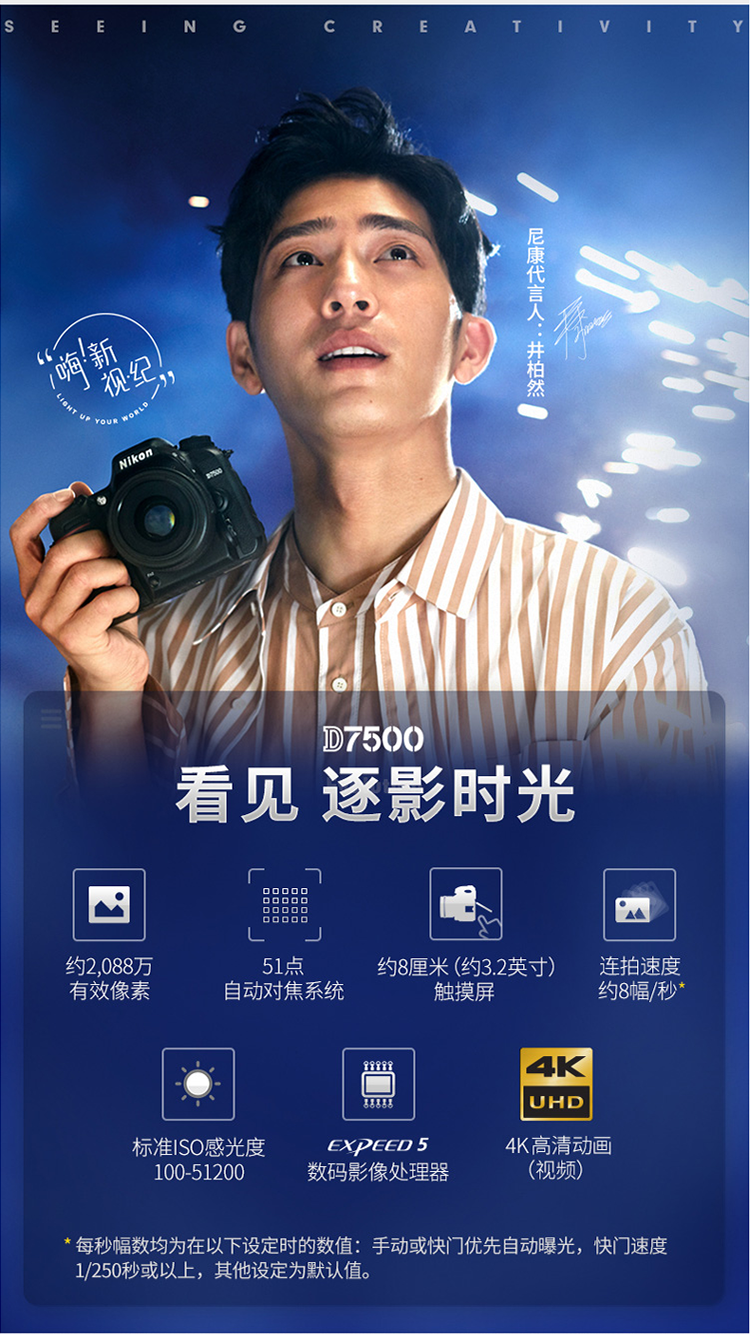 SEEING CREATIVITY
尼康代言人：井柏然
“嗨!新
视·纪”
LIGHT UP YOUR WORLD
Nikon
D7500
D7500
看见 逐影时光
约2,088万
有效像素
51点
自动对焦系统
约8厘米（约3.2英寸）
触摸屏
连拍速度
约8幅/秒*
标准ISO感光度
100-51200
EXPEED 5
数码影像处理器
4K
UHD
4K高清动画
（视频）
* 每秒幅数均为在以下设定时的数值：手动或快门优先自动曝光，快门速度
1/250秒或以上，其他设定为默认值。